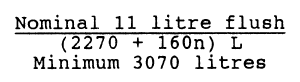 Nominal 11 litre flush
(2270 + 160n) L
Minimum 3070 litres